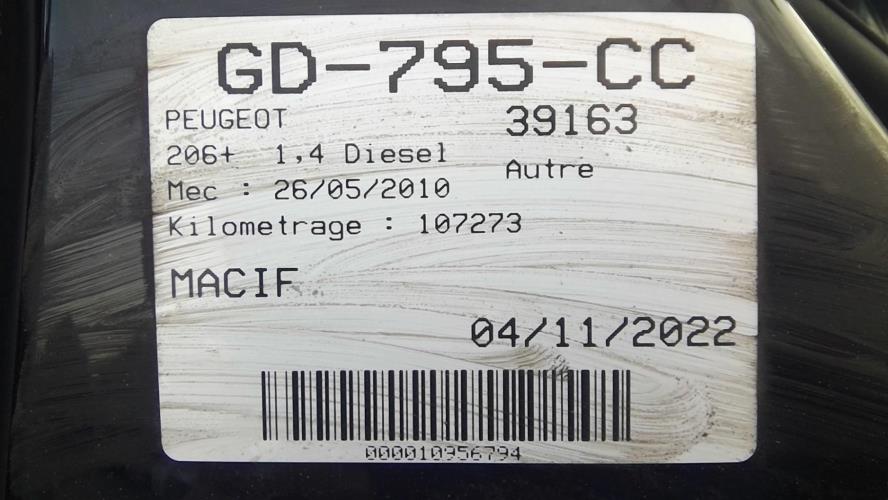 GD-795-CC
PEUGEOT 39163
206+ 1,4 Diesel
Autre
Mec : 26/05/2010
Kilometrage : 107273
MACIF
04/11/2022
000010956794